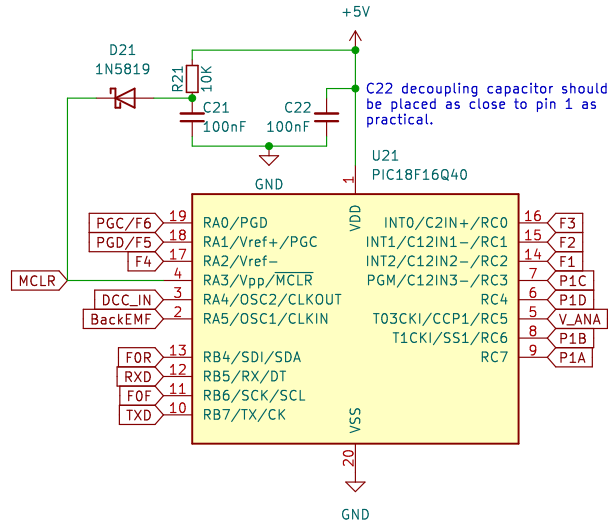 +5V
D21
1N5819
R21
10K
C21
100nF
C22
100nF
C22 decoupling capacitor should
be placed as close to pin 1 as
practical.
GND
U21
PIC18F16Q40
1
VDD
PGC/F6 19 RA0/PGD
PGD/F5 18 RA1/Vref+/PGC
F4 17 RA2/Vref-
MCLR 4 RA3/Vpp/MCLR
DCC_IN 3 RA4/OSC2/CLKOUT
BackEMF 2 RA5/OSC1/CLKIN
F0R 13 RB4/SDI/SDA
RXD 12 RB5/RX/DT
F0F 11 RB6/SCK/SCL
TXD 10 RB7/TX/CK
INT0/C2IN+/RC0 16 F3
INT1/C12IN1-/RC1 15 F2
INT2/C12IN2-/RC2 14 F1
PGM/C12IN3-/RC3 7 P1C
RC4 6 P1D
T03CKI/CCP1/RC5 5 V_ANA
T1CKI/SS1/RC6 8 P1B
RC7 9 P1A
VSS
20
GND